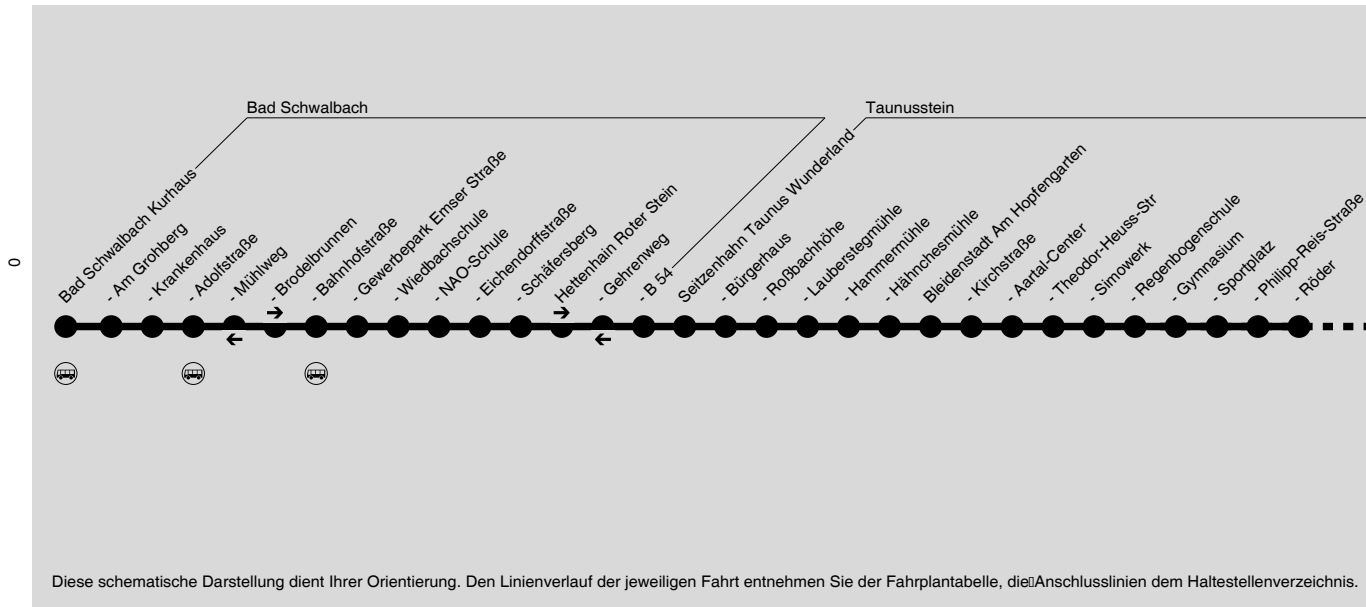 Bad Schwalbach
Taunusstein
Bad Schwalbach Kurhaus
- Am Grohberg
- Krankenhaus
- Adolfstraße
- Mühlweg
- Brodelbrunnen
- Bahnhofstraße
- Gewerbepark Emser Straße
- Wiedbachschule
- NAO-Schule
- Eichendorffstraße
- Schäfersberg
Hettenhain Roter Stein
- Gehrenweg
- B 54
Seitzenhahn Taunus Wunderland
- Bürgerhaus
- Roßbachhöhe
- Lauberstegmühle
- Hammermühle
- Hähnchesmühle
Bleidenstadt Am Hopfengarten
- Kirchstraße
- Aartal-Center
- Theodor-Heuss-Str
- Simowerk
- Regenbogenschule
- Gymnasium
- Sportplatz
- Philipp-Reis-Straße
- Röder
0
Diese schematische Darstellung dient Ihrer Orientierung. Den Linienverlauf der jeweiligen Fahrt entnehmen Sie der Fahrplantabelle, die Anschlusslinien dem Haltestellenverzeichnis.